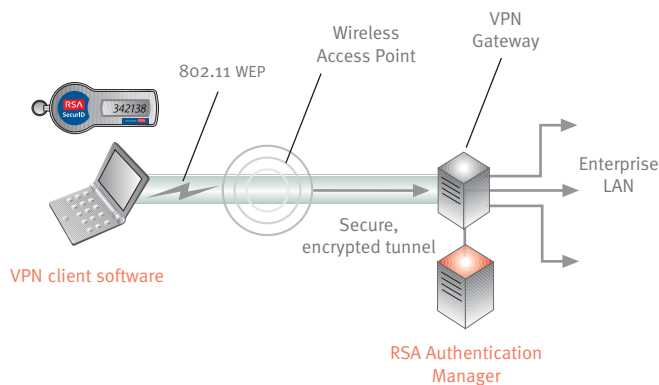 VPN
Gateway
Wireless
Access Point
802.11 WEP
RSA
SecurID
342138
Enterprise
LAN
Secure,
encrypted tunnel
VPN client software
RSA Authentication
Manager